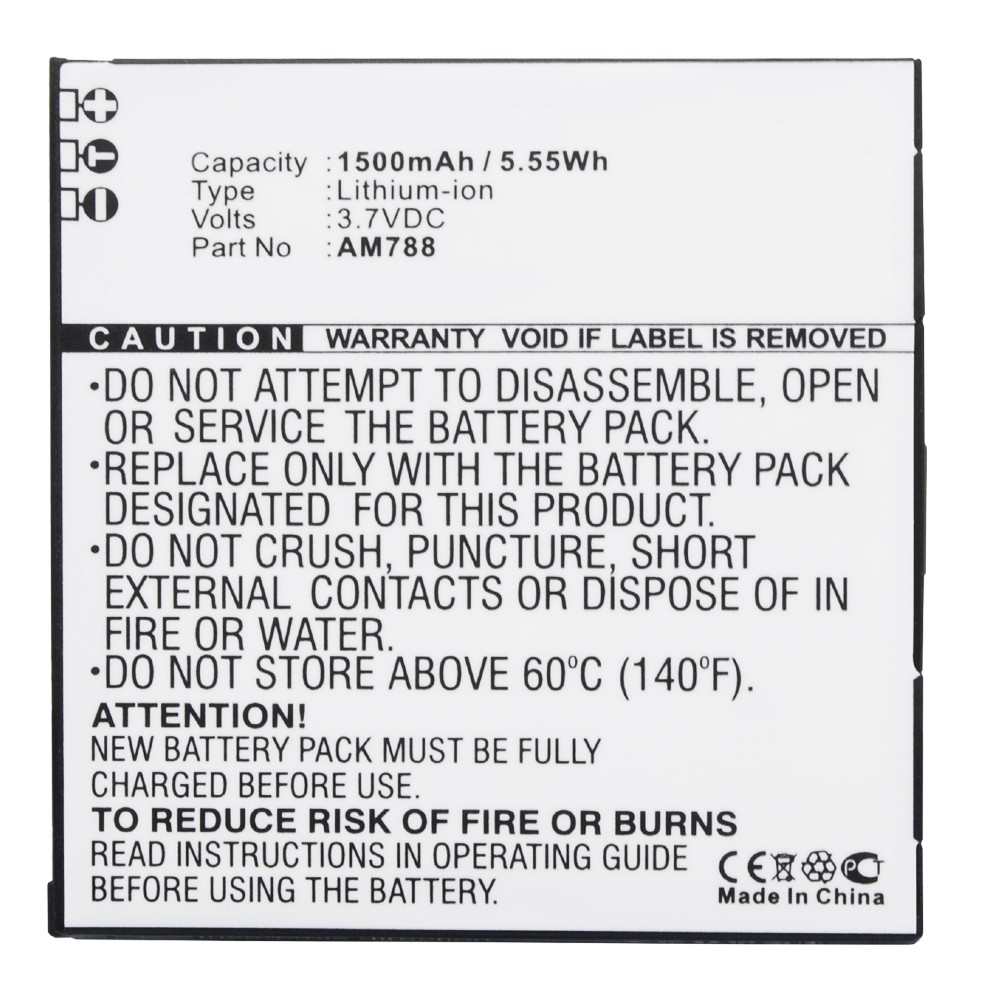 Capacity : 1500mAh / 5.55Wh
Type : Lithium-ion
Volts : 3.7VDC
Part No : AM788
CAUTION WARRANTY VOID IF LABEL IS REMOVED
•DO NOT ATTEMPT TO DISASSEMBLE, OPEN
OR SERVICE THE BATTERY PACK.
•REPLACE ONLY WITH THE BATTERY PACK
DESIGNATED FOR THIS PRODUCT.
•DO NOT CRUSH, PUNCTURE, SHORT
EXTERNAL CONTACTS OR DISPOSE OF IN
FIRE OR WATER.
•DO NOT STORE ABOVE 60°C (140°F).
ATTENTION!
NEW BATTERY PACK MUST BE FULLY
CHARGED BEFORE USE.
TO REDUCE RISK OF FIRE OR BURNS
READ INSTRUCTIONS IN OPERATING GUIDE
BEFORE USING THE BATTERY.
CE PCT
Made In China